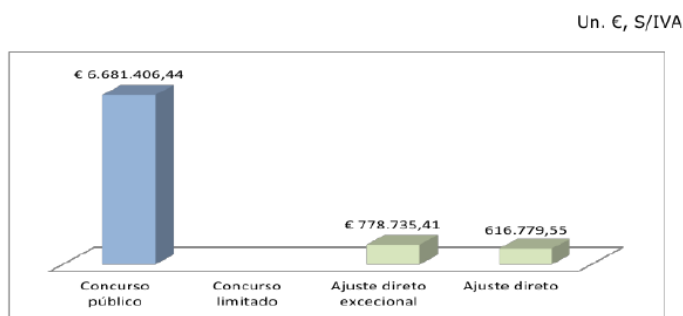 Un. €, S/IVA
€ 6.681.406,44
€ 778.735,41
616.779,55
Concurso público
Concurso limitado
Ajuste direto excecional
Ajuste direto